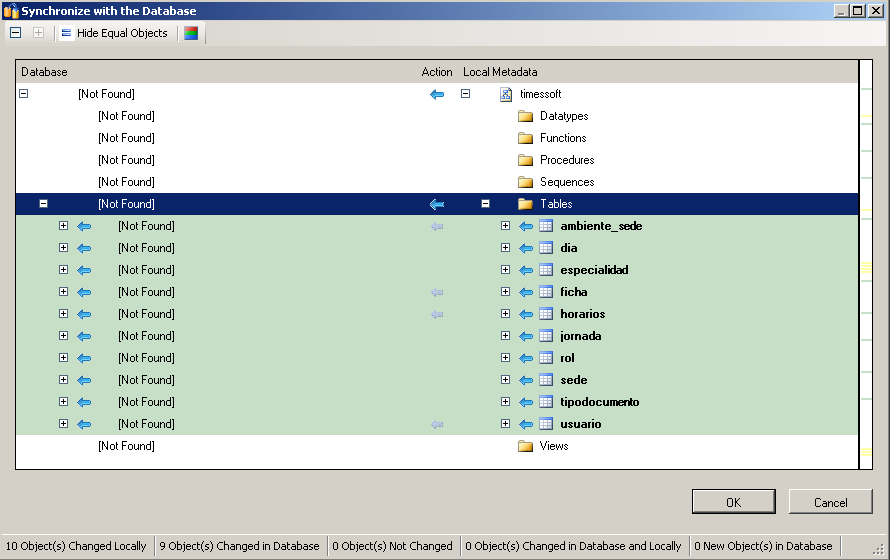 Synchronize with the Database
Hide Equal Objects
Database Action Local Metadata
[Not Found] timessoft
[Not Found] Datatypes
[Not Found] Functions
[Not Found] Procedures
[Not Found] Sequences
[Not Found] Tables
[Not Found] ambiente_sede
[Not Found] dia
[Not Found] especialidad
[Not Found] ficha
[Not Found] horarios
[Not Found] jornada
[Not Found] rol
[Not Found] sede
[Not Found] tipodocumento
[Not Found] usuario
[Not Found] Views
OK Cancel
10 Object(s) Changed Locally 9 Object(s) Changed in Database 0 Object(s) Not Changed 0 Object(s) Changed in Database and Locally 0 New Object(s) in Database